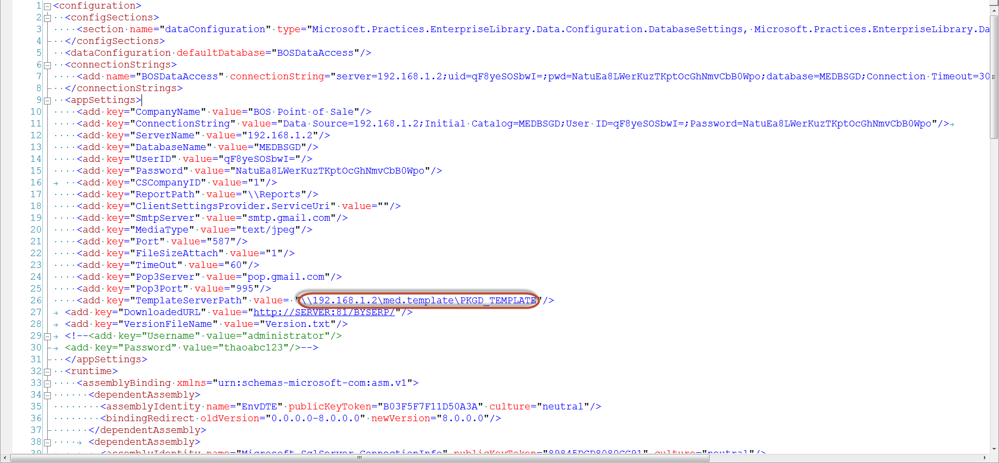 1 <configuration>
2 <configSections>
3 <section name="dataConfiguration" type="Microsoft.Practices.EnterpriseLibrary.Data.Configuration.DatabaseSettings, Microsoft.Practices.EnterpriseLibrary.Da
4 </configSections>
5 <dataConfiguration defaultDatabase="BOSDataAccess"/>
6 <connectionStrings>
7 <add name="BOSDataAccess" connectionString="server=192.168.1.2;uid=qF8yeSOSbwI=;pwd=NatuEa8LWerKuzTKptOcGhNmvCbB0Wpo;database=MEDBSGD;Connection Timeout=30
8 </connectionStrings>
9 <appSettings>
10 <add key="CompanyName" value="BOS Point of Sale"/>
11 <add key="ConnectionString" value="Data Source=192.168.1.2;Initial Catalog=MEDBSGD;User ID=qF8yeSOSbwI=;Password=NatuEa8LWerKuzTKptOcGhNmvCbB0Wpo"/>
12 <add key="ServerName" value="192.168.1.2"/>
13 <add key="DatabaseName" value="MEDBSGD"/>
14 <add key="UserID" value="qF8yeSOSbwI="/>
15 <add key="Password" value="NatuEa8LWerKuzTKptOcGhNmvCbB0Wpo"/>
16 <add key="CSCompanyID" value="1"/>
17 <add key="ReportPath" value="\\Reports"/>
18 <add key="ClientSettingsProvider.ServiceUri" value=""/>
19 <add key="SmtpServer" value="smtp.gmail.com"/>
20 <add key="MediaType" value="text/jpeg"/>
21 <add key="Port" value="587"/>
22 <add key="FileSizeAttach" value="1"/>
23 <add key="TimeOut" value="60"/>
24 <add key="Pop3Server" value="pop.gmail.com"/>
25 <add key="Pop3Port" value="995"/>
26 <add key="TemplateServerPath" value= "\\192.168.1.2\med.template\PKGD_TEMPLATE"/>
27 <add key="DownloadedURL" value="http://SERVER:81/BYSERP/"/>
28 <add key="VersionFileName" value="Version.txt"/>
29 <!--<add key="Username" value="administrator"/>
30 <add key="Password" value="thaoabc123"/>-->
31 </appSettings>
32 <runtime>
33 <assemblyBinding xmlns="urn:schemas-microsoft-com:asm.v1">
34 <dependentAssembly>
35 <assemblyIdentity name="EnvDTE" publicKeyToken="B03F5F7F11D50A3A" culture="neutral"/>
36 <bindingRedirect oldVersion="0.0.0.0-8.0.0.0" newVersion="8.0.0.0"/>
37 </dependentAssembly>
38 <dependentAssembly>
39 <assemblyIdentity name="Microsoft.SqlServer.ConnectionInfo" publicKeyToken="89845DCD8080CC91" culture="neutral"/>